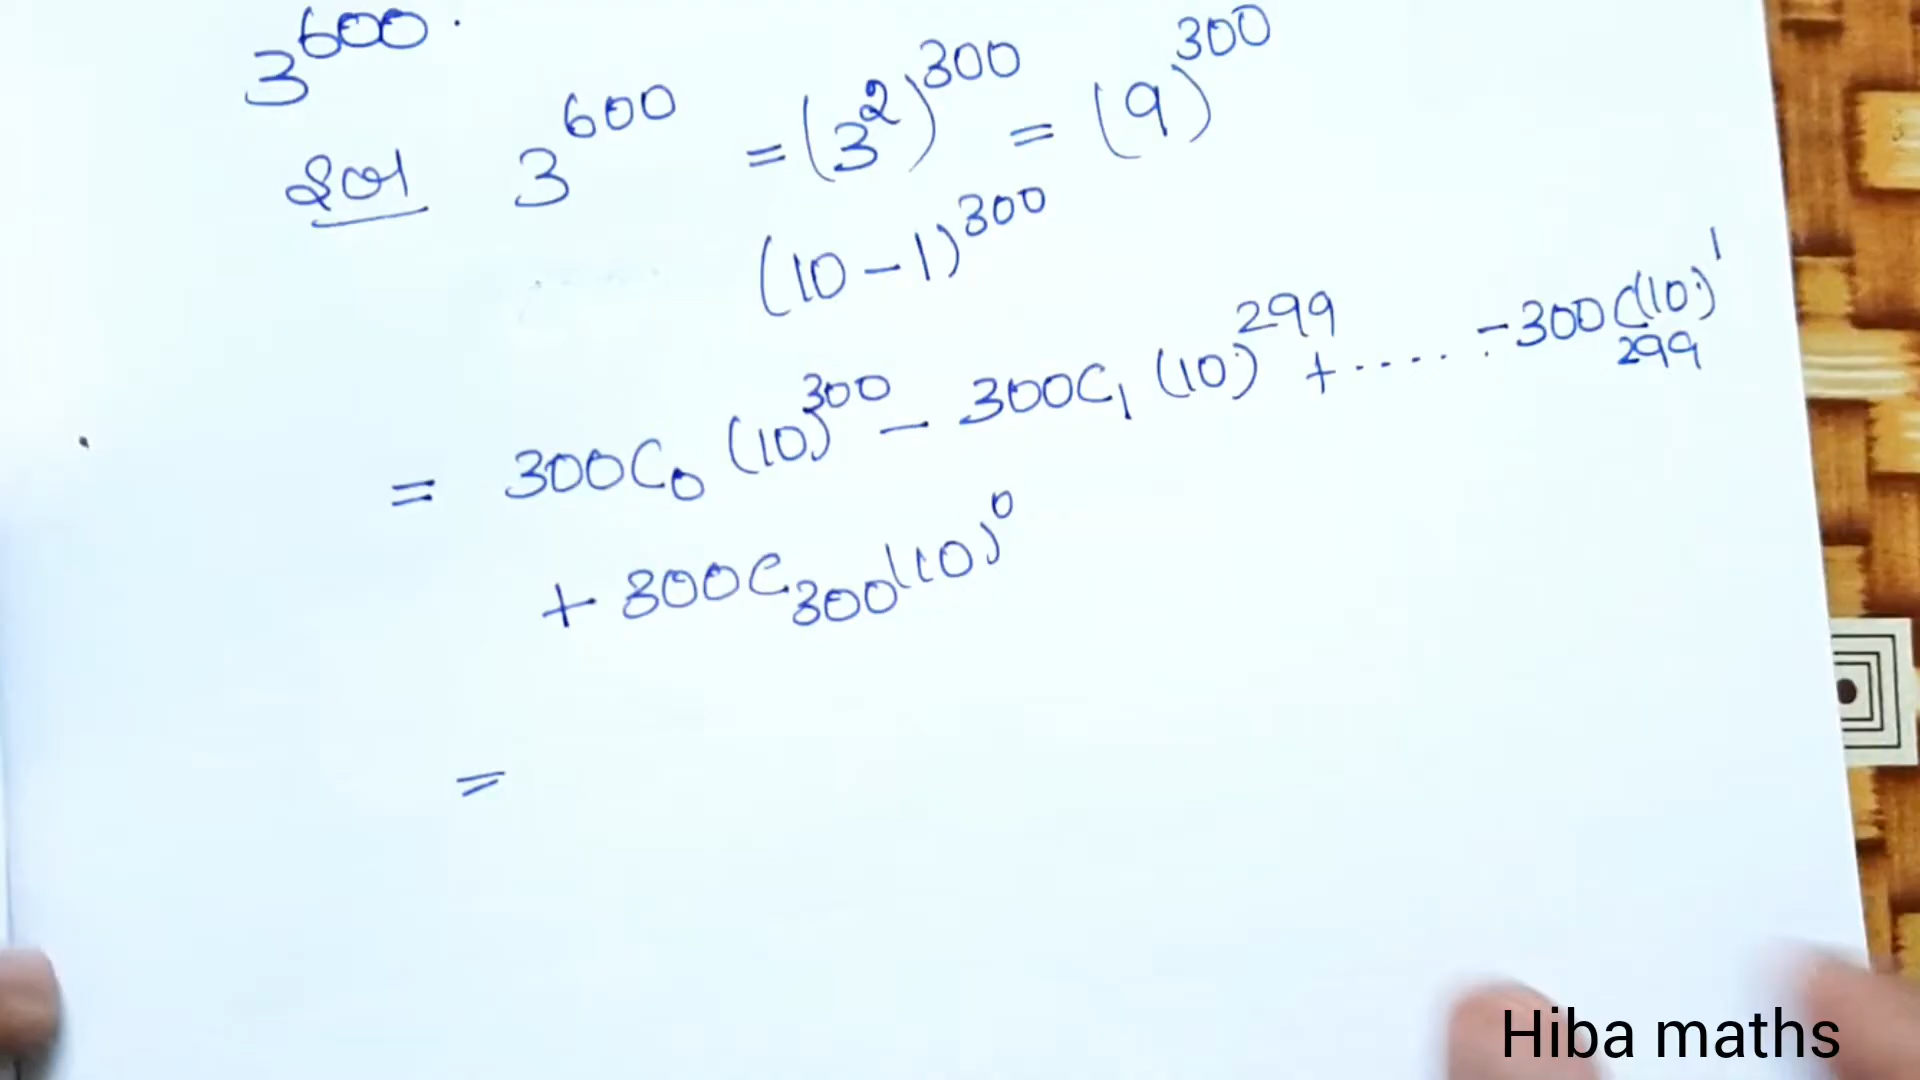 3^600.
Sol 3^600 = (3^2)^300 = (9)^300
(10-1)^300
= 300C₀ (10)^300 - 300C₁ (10)^299 + ..... - 300C₂₉₉(10)^1
+ 300C₃₀₀(10)^0
=
Hiba maths